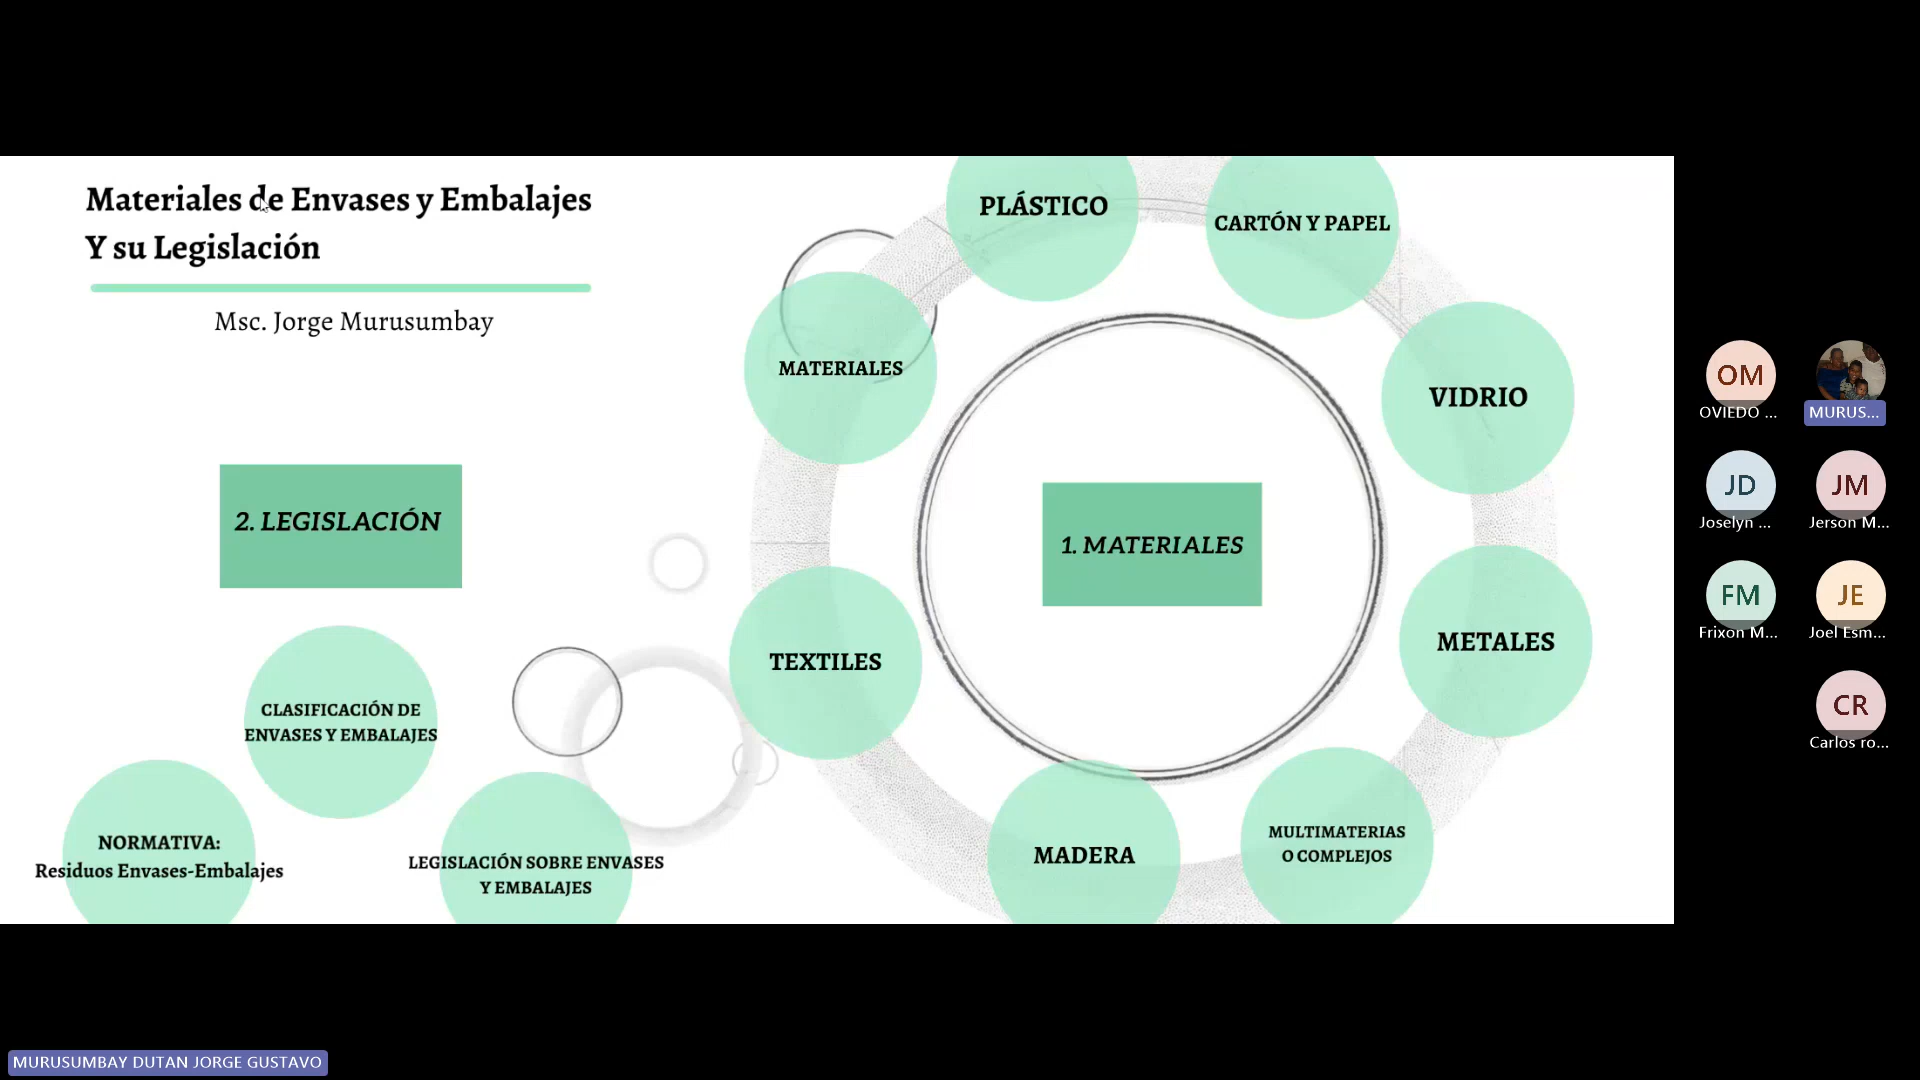 Materiales de Envases y Embalajes
Y su Legislación
Msc. Jorge Murusumbay
2. LEGISLACIÓN
CLASIFICACIÓN DE
ENVASES Y EMBALAJES
NORMATIVA:
Residuos Envases-Embalajes
LEGISLACIÓN SOBRE ENVASES
Y EMBALAJES
1. MATERIALES
MATERIALES
PLÁSTICO
CARTÓN Y PAPEL
VIDRIO
METALES
MULTIMATERIAS
O COMPLEJOS
MADERA
TEXTILES
OM
OVIEDO ...
MURUS...
JD
Joselyn ...
JM
Jerson M...
FM
Frixon M...
JE
Joel Esm...
CR
Carlos ro...
MURUSUMBAY DUTAN JORGE GUSTAVO